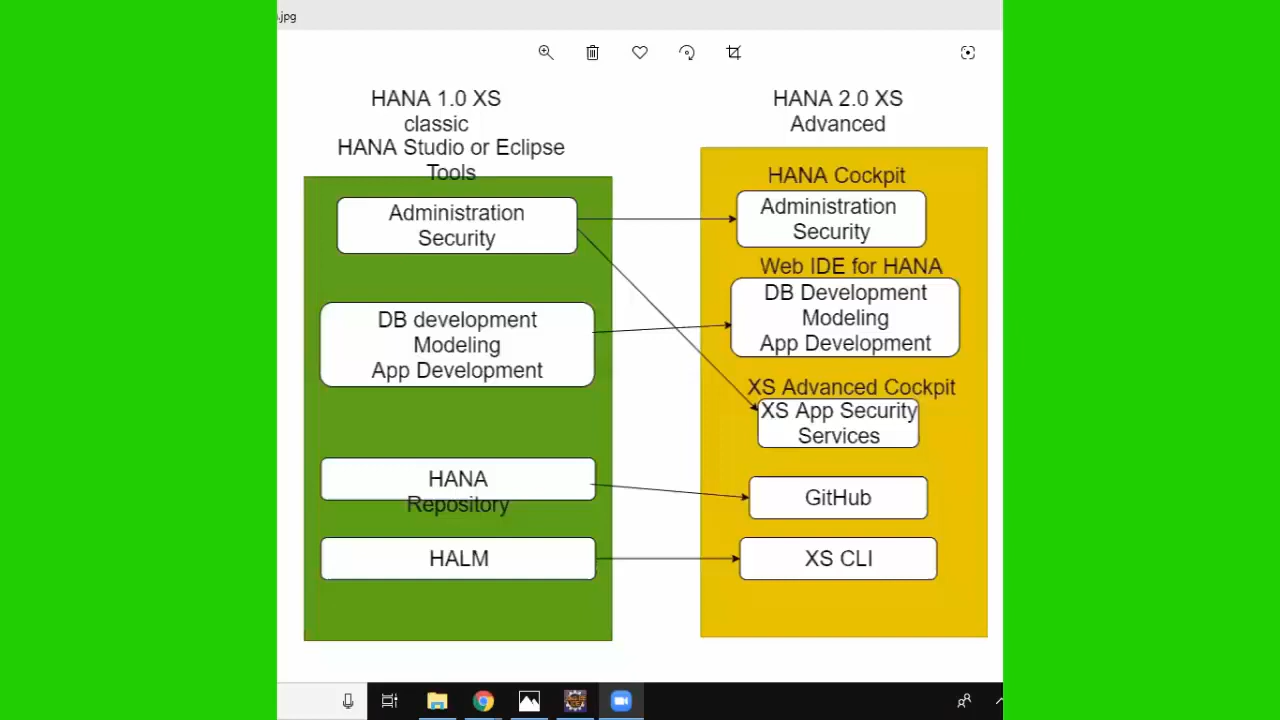 .jpg
HANA 1.0 XS
classic
HANA Studio or Eclipse
Tools
Administration
Security
DB development
Modeling
App Development
HANA
Repository
HALM
HANA 2.0 XS
Advanced
HANA Cockpit
Administration
Security
Web IDE for HANA
DB Development
Modeling
App Development
XS Advanced Cockpit
XS App Security
Services
GitHub
XS CLI